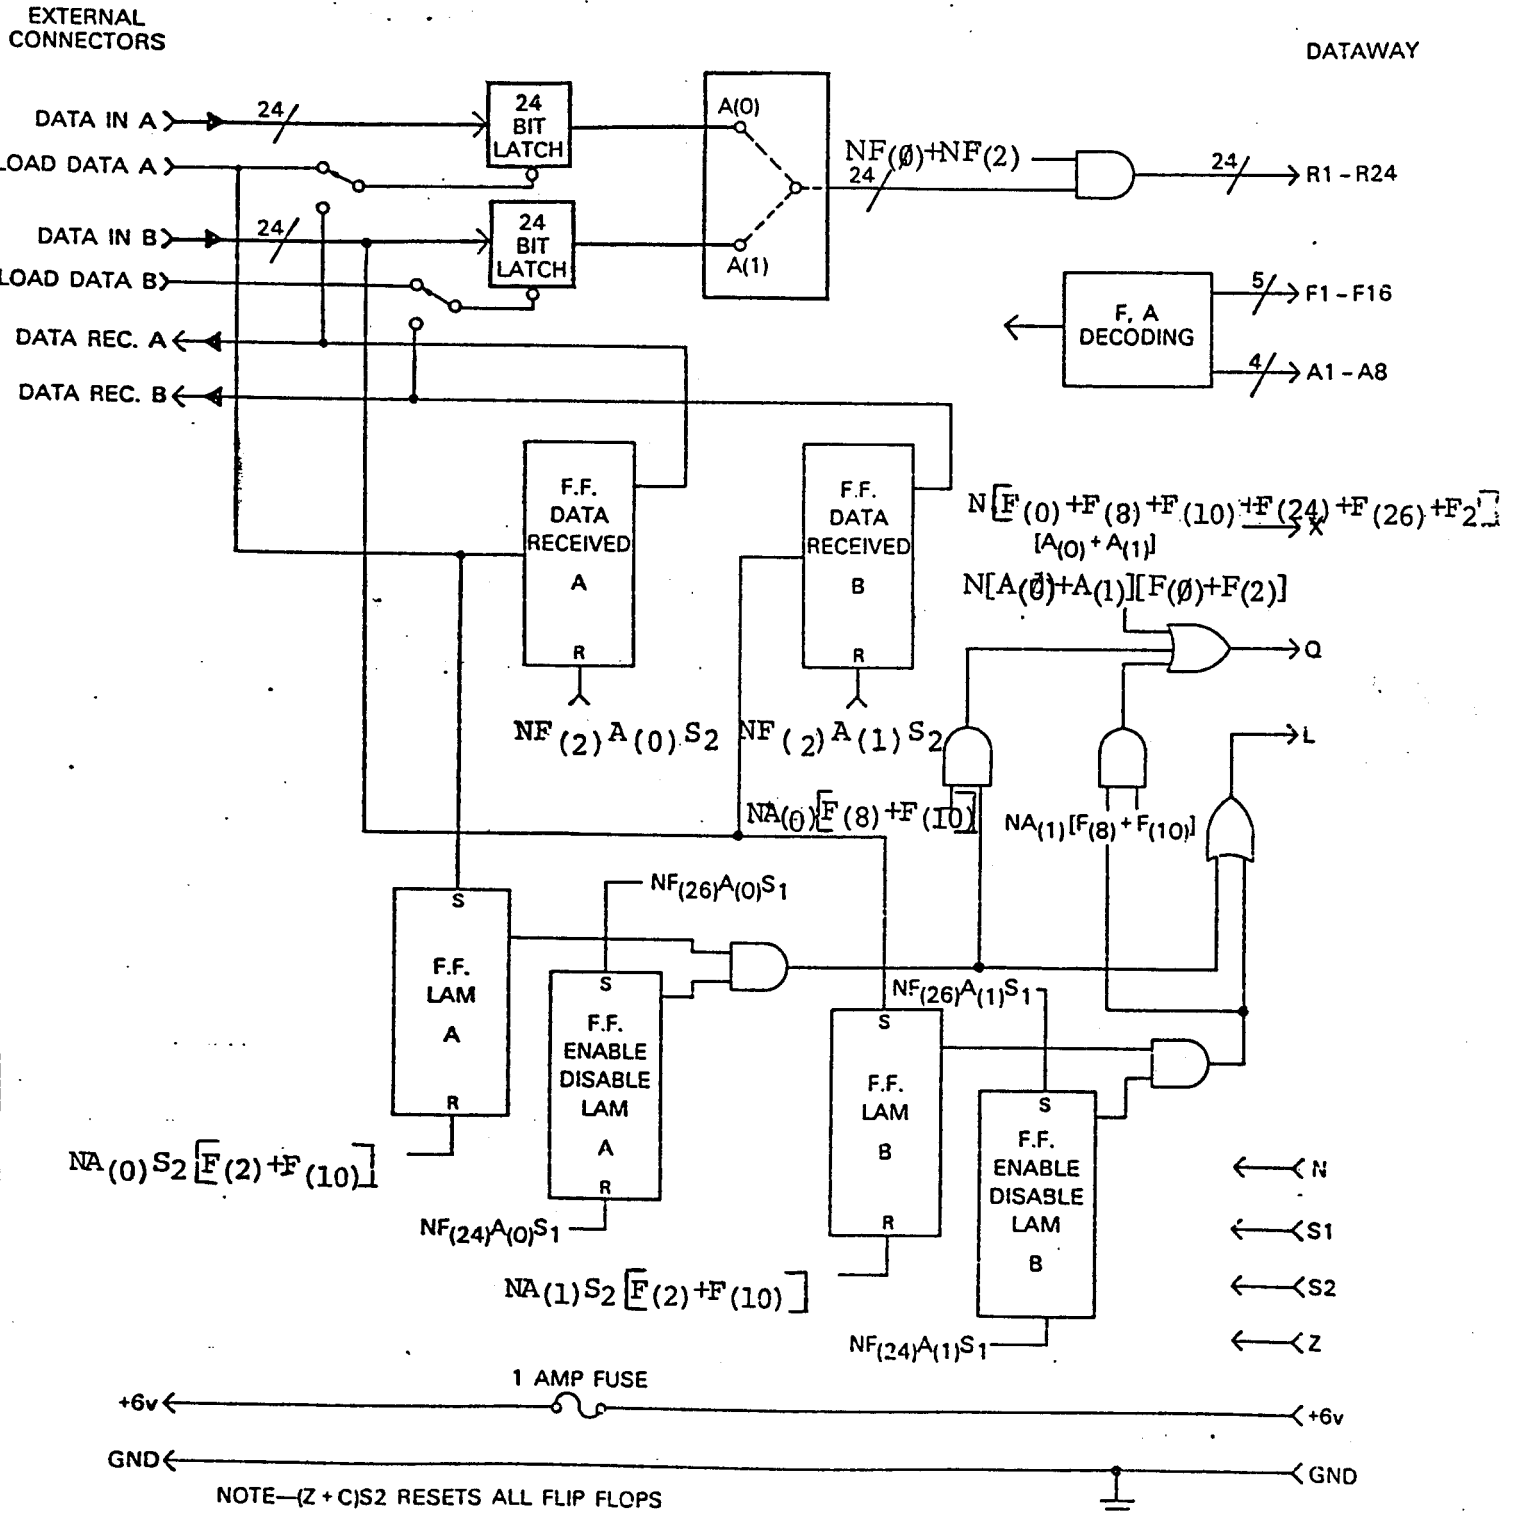 EXTERNAL
CONNECTORS
DATAWAY
DATA IN A
24
24
BIT
LATCH
A(0)
LOAD DATA A
NF(Ø)+NF(2)
24
24
R1-R24
DATA IN B
24
24
BIT
LATCH
A(1)
LOAD DATA B
5
F1-F16
F, A
DECODING
DATA REC. A
4
A1-A8
DATA REC. B
F.F.
DATA
RECEIVED
A
R
F.F.
DATA
RECEIVED
B
R
N[F(0)+F(8)+F(10)+F(24)+F(26)+F2]
X
[A(0)+A(1)]
N[A(Ø)+A(1)][F(Ø)+F(2)]
Q
NF(2)A(0)S2
NF(2)A(1)S2
L
NA(0)[F(8)+F(10)]
NA(1)[F(8)+F(10)]
NF(26)A(0)S1
S
F.F.
LAM
A
R
S
F.F.
ENABLE
DISABLE
LAM
A
R
NF(26)A(1)S1
S
F.F.
LAM
B
R
S
F.F.
ENABLE
DISABLE
LAM
B
NA(0)S2[F(2)+F(10)]
N
NF(24)A(0)S1
S1
NA(1)S2[F(2)+F(10)]
S2
NF(24)A(1)S1
Z
1 AMP FUSE
+6v
+6v
GND
GND
NOTE—(Z+C)S2 RESETS ALL FLIP FLOPS